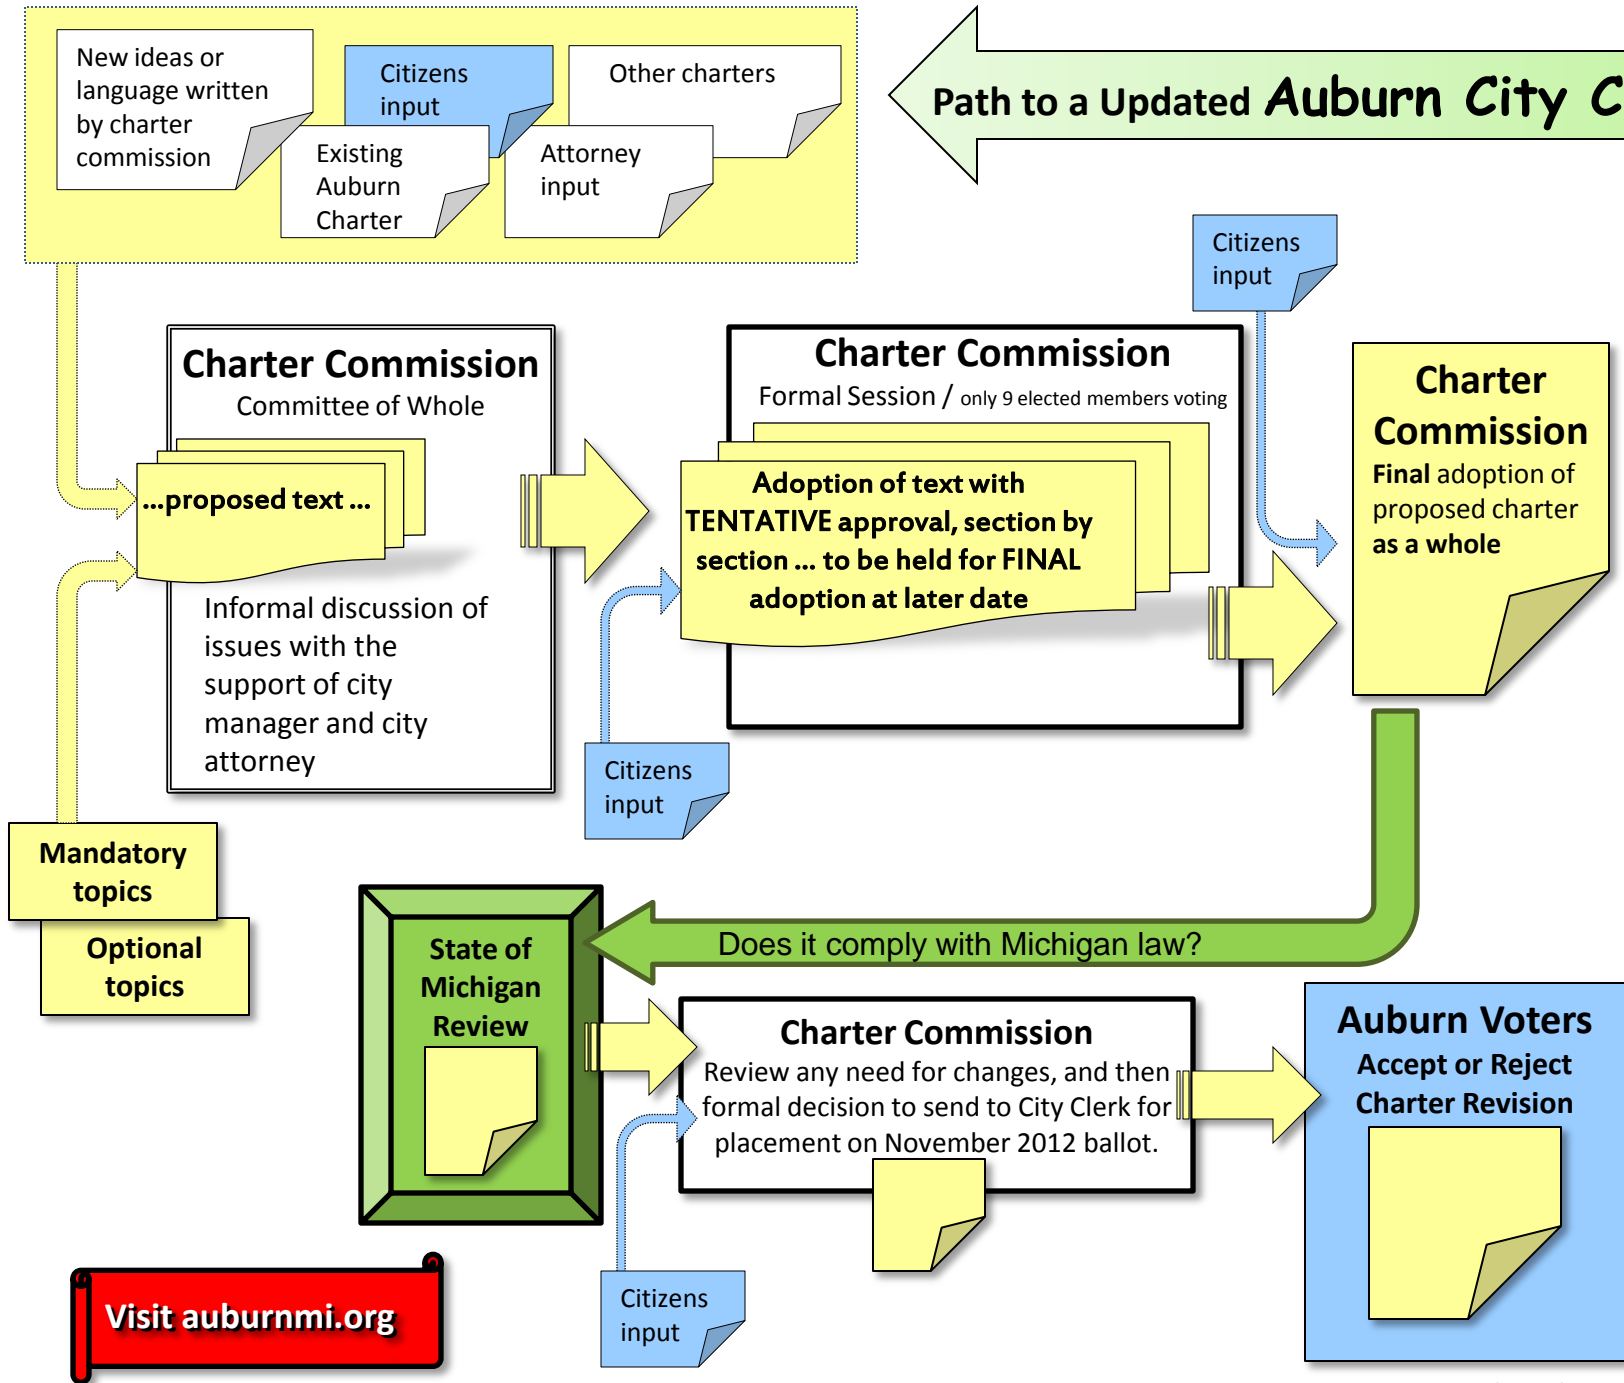 New ideas or
language written
by charter
commission
Citizens
input
Other charters
Existing
Auburn
Charter
Attorney
input
Path to a Updated Auburn City C
Citizens
input
Charter Commission
Committee of Whole
...proposed text ...
Informal discussion of
issues with the
support of city
manager and city
attorney
Charter Commission
Formal Session / only 9 elected members voting
Adoption of text with
TENTATIVE approval, section by
section ... to be held for FINAL
adoption at later date
Citizens
input
Charter
Commission
Final adoption of
proposed charter
as a whole
Mandatory
topics
Optional
topics
Does it comply with Michigan law?
State of
Michigan
Review
Charter Commission
Review any need for changes, and then
formal decision to send to City Clerk for
placement on November 2012 ballot.
Auburn Voters
Accept or Reject
Charter Revision
Citizens
input
Visit auburnmi.org